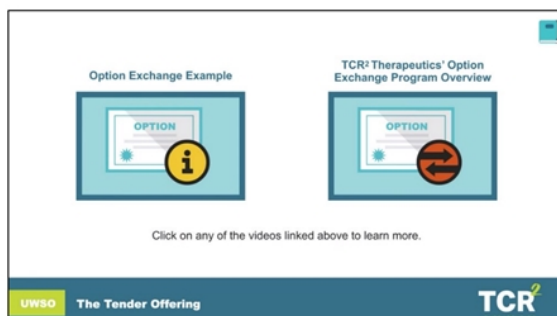 Option Exchange Example
TCR² Therapeutics' Option
Exchange Program Overview
OPTION
OPTION
Click on any of the videos linked above to learn more.
UWSO
The Tender Offering
TCR²